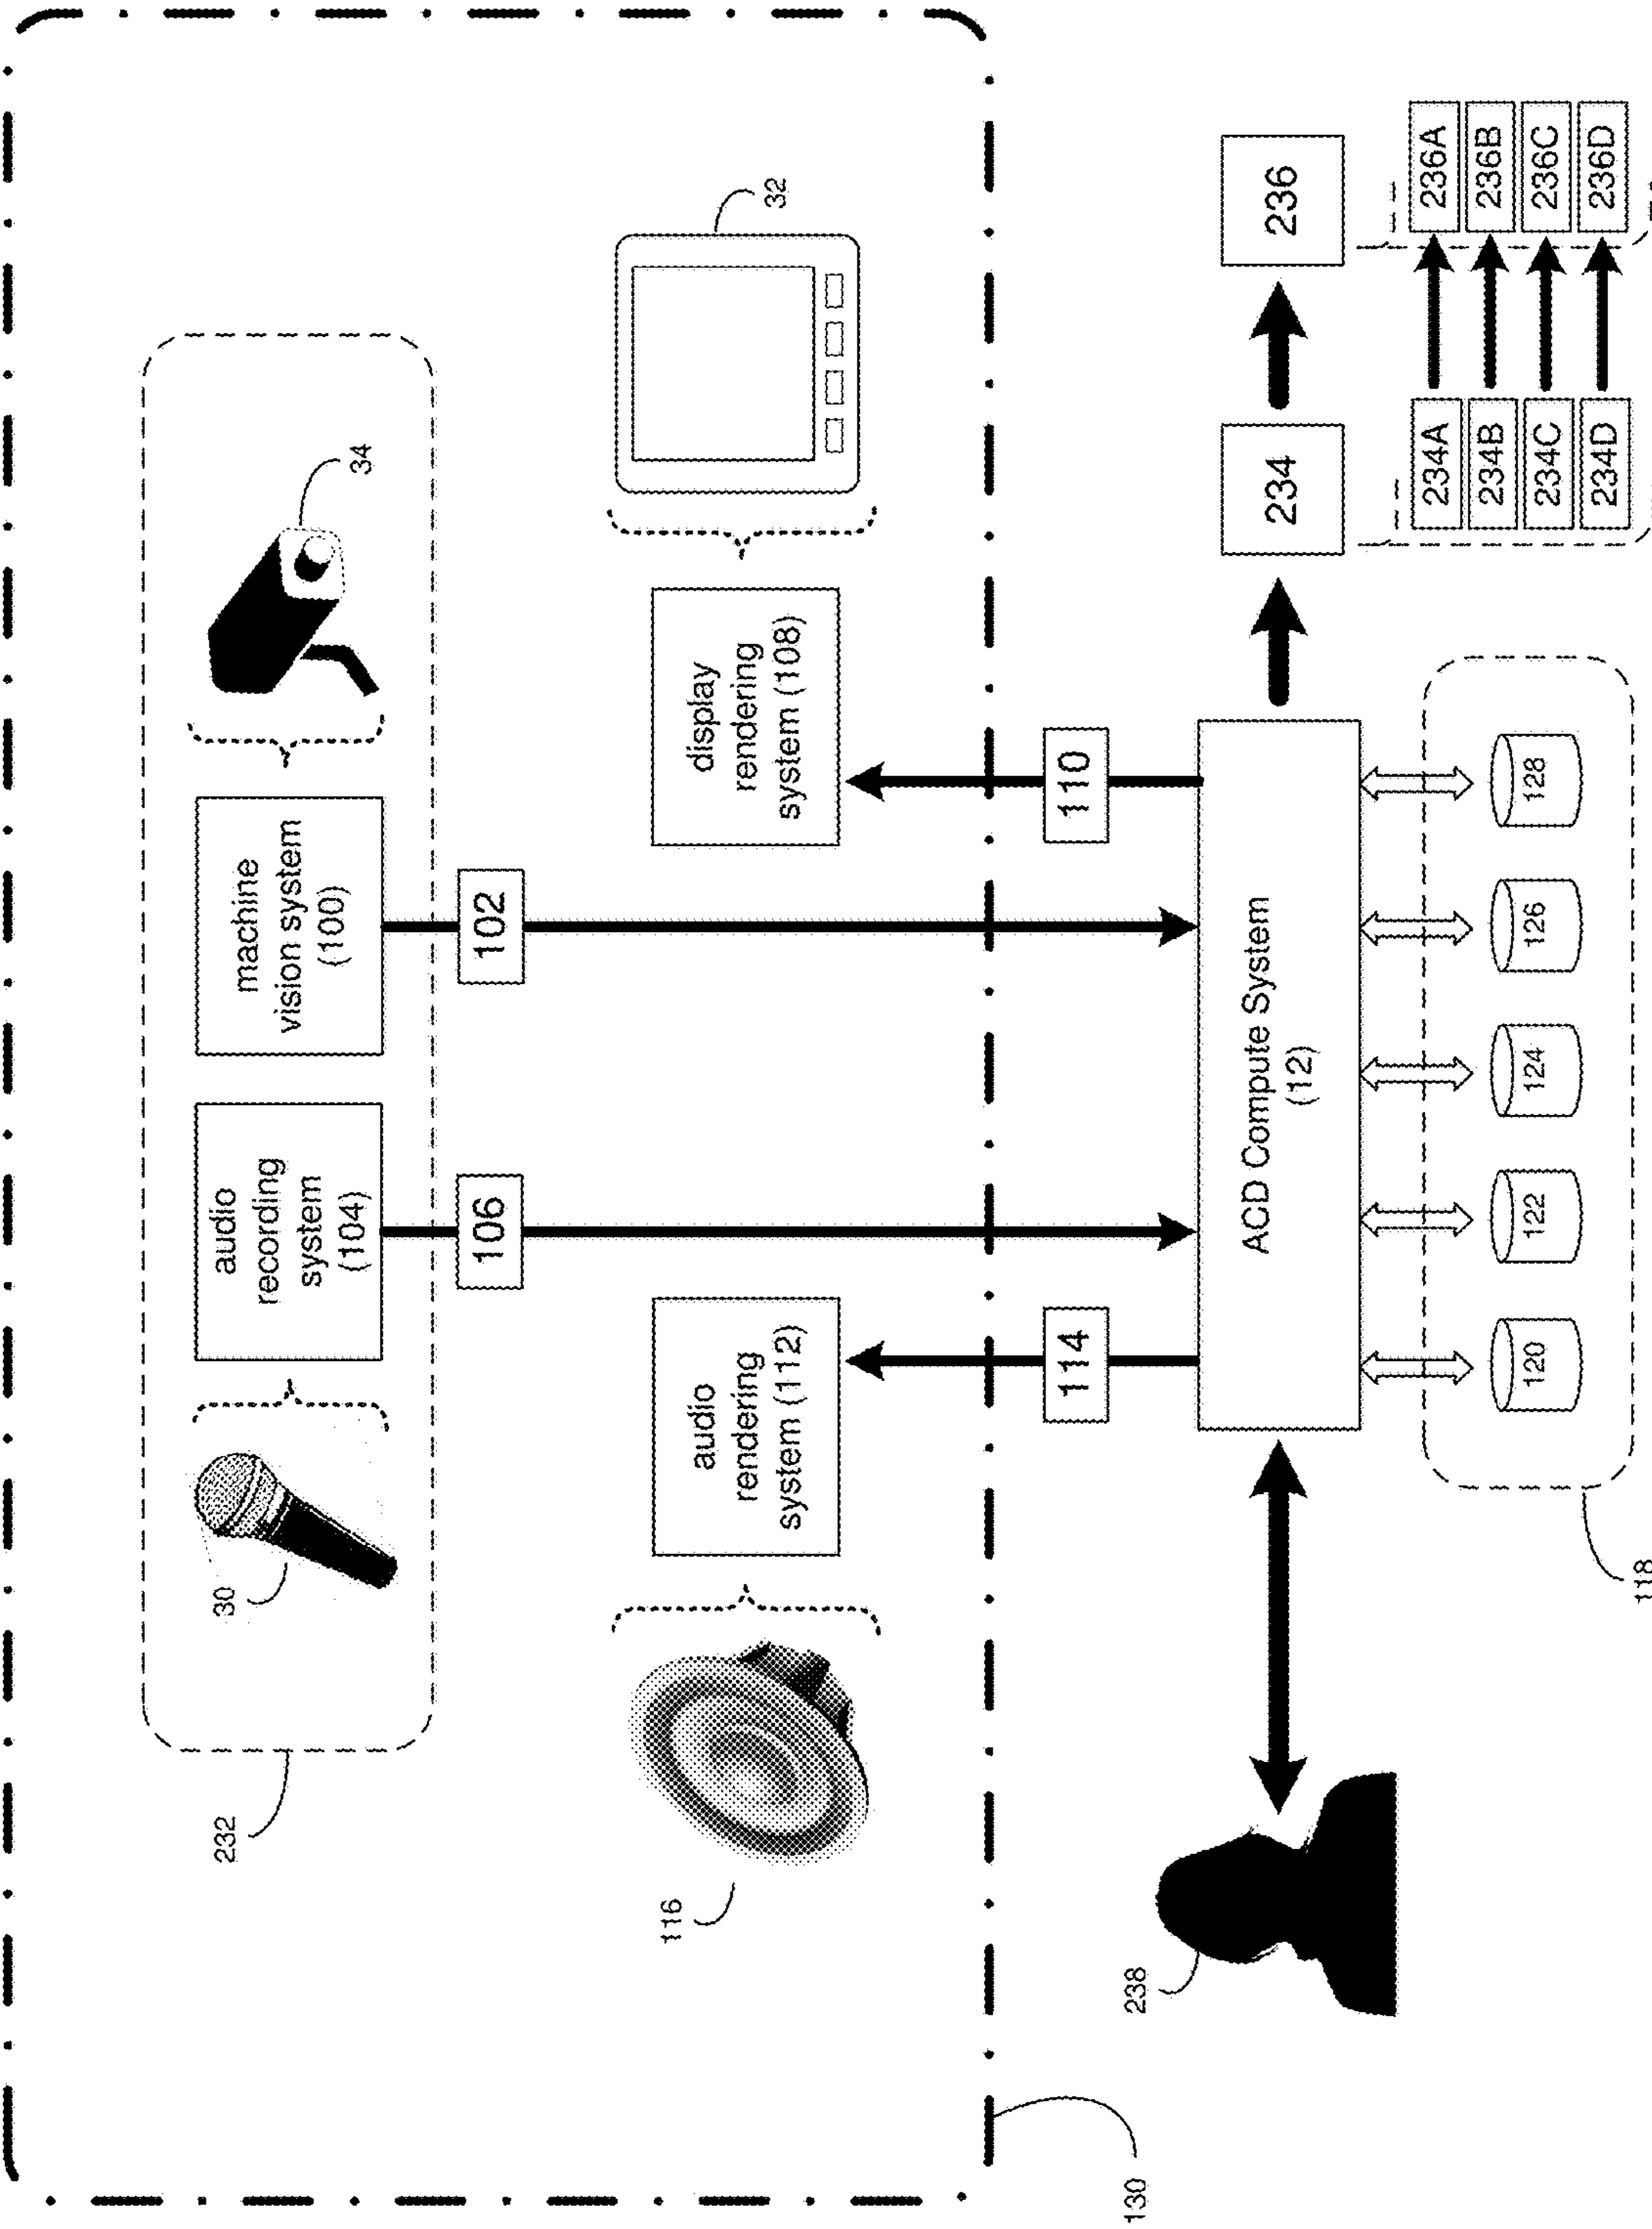 232
30
audio
recording
system
(104)
machine
vision system
(100)
34
106
102
116
audio
rendering
system (112)
display
rendering
system (108)
32
130
114
110
238
ACD Compute System
(12)
234
236
118
120
122
124
126
128
234A
236A
234B
236B
234C
236C
234D
236D